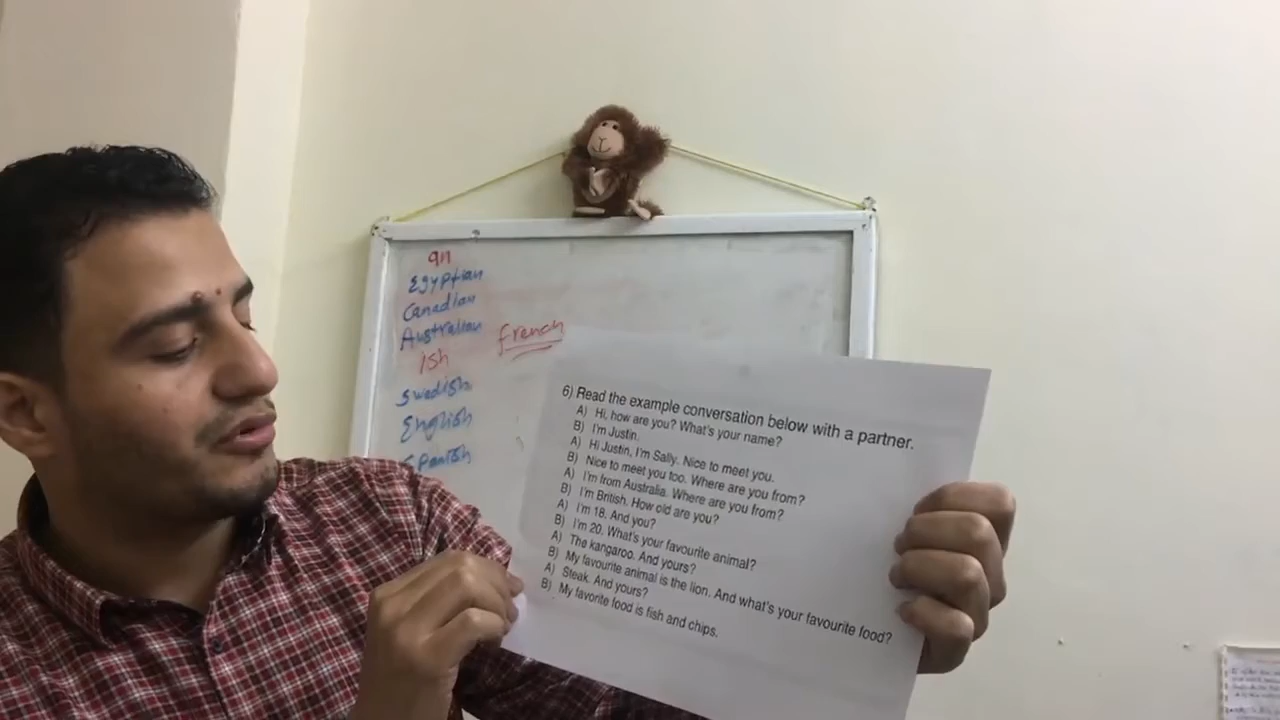 an
Egyptian
Canadian
Australian
french
ish
Swedish
English
Spanish
6) Read the example conversation below with a partner.
A) Hi, how are you? What's your name?
B) I'm Justin.
A) Hi Justin, I'm Sally. Nice to meet you.
B) Nice to meet you too. Where are you from?
A) I'm from Australia. Where are you from?
B) I'm British. How old are you?
A) I'm 18. And you?
B) I'm 20. What's your favourite animal?
A) The kangaroo. And yours?
B) My favourite animal is the lion. And what's your favourite food?
A) Steak. And yours?
B) My favorite food is fish and chips.